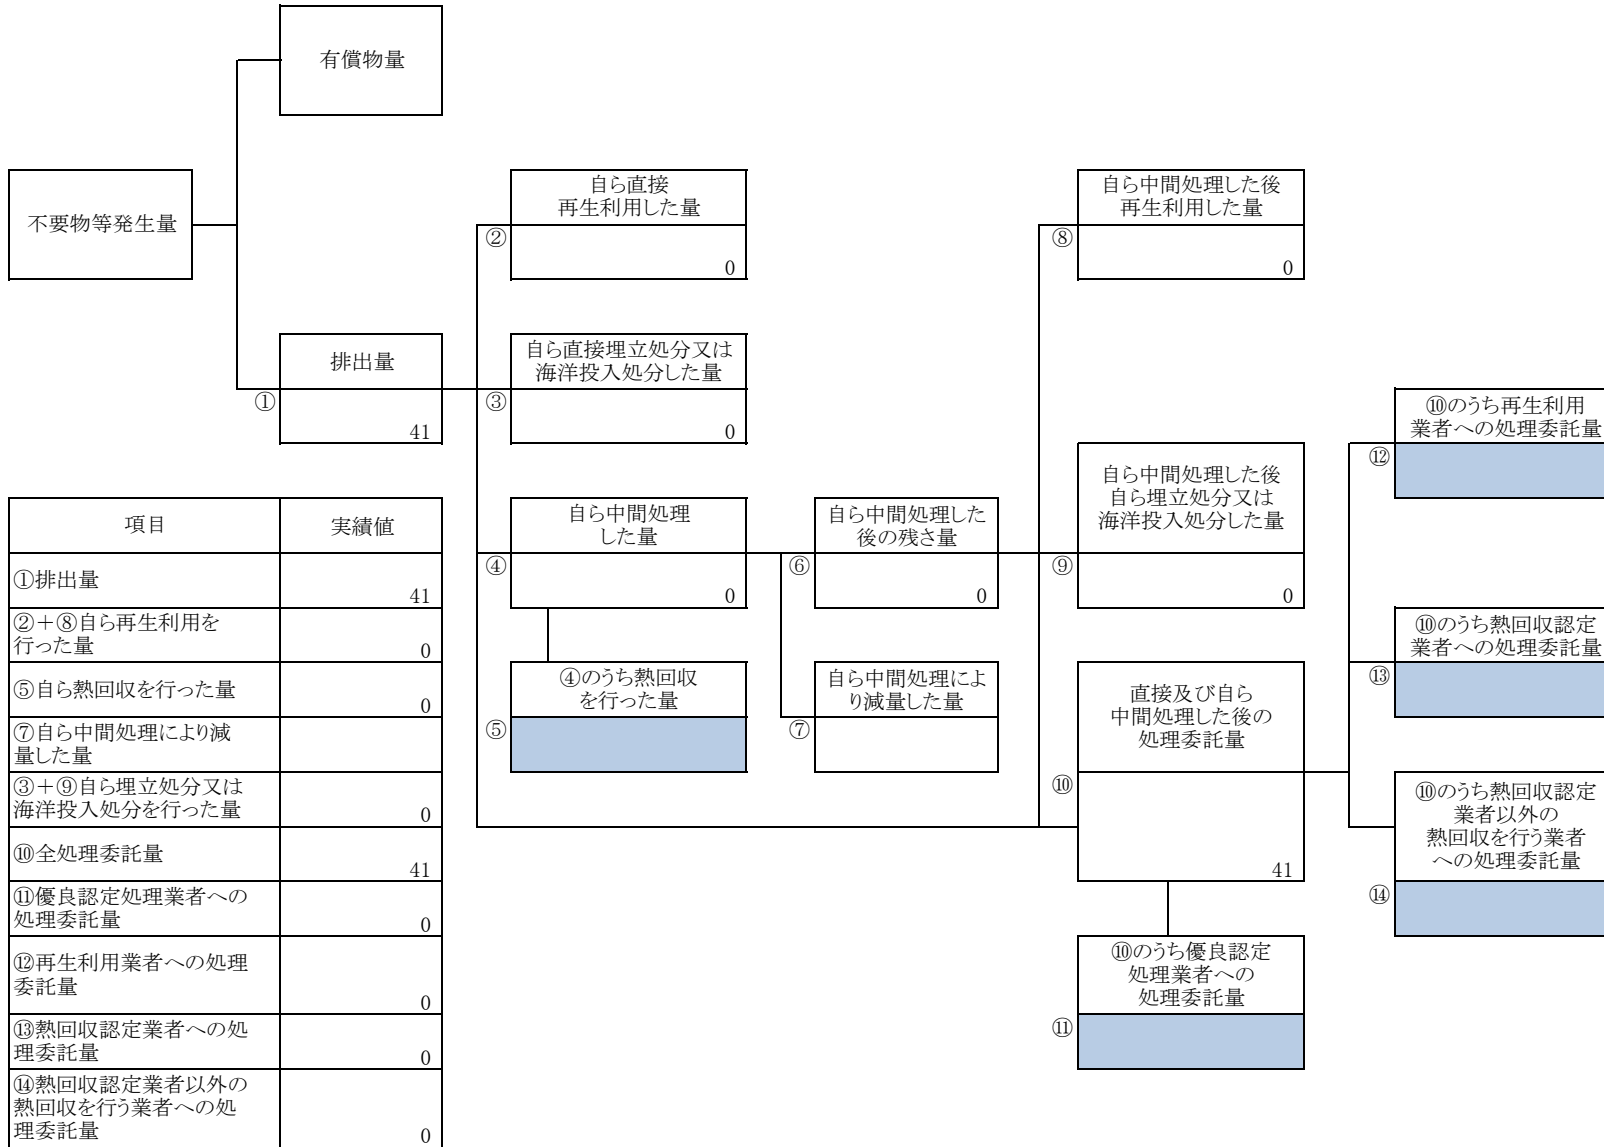 有償物量
不要物等発生量
自ら直接
再生利用した量
②
0
自ら中間処理した後
再生利用した量
⑧
0
排出量
①
41
自ら直接埋立処分又は
海洋投入処分した量
③
0
⑩のうち再生利用
業者への処理委託量
⑫
自ら中間処理
した量
④
0
自ら中間処理した
後の残さ量
⑥
0
自ら中間処理した後
自ら埋立処分又は
海洋投入処分した量
⑨
0
⑩のうち熱回収認定
業者への処理委託量
⑬
④のうち熱回収
を行った量
⑤
自ら中間処理によ
り減量した量
⑦
直接及び自ら
中間処理した後の
処理委託量
⑩
41
⑩のうち熱回収認定
業者以外の
熱回収を行う業者
への処理委託量
⑭
⑩のうち優良認定
処理業者への
処理委託量
⑪
項目 実績値
①排出量
41
②＋⑧自ら再生利用を
行った量
0
⑤自ら熱回収を行った量
0
⑦自ら中間処理により減
量した量
③＋⑨自ら埋立処分又は
海洋投入処分を行った量
0
⑩全処理委託量
41
⑪優良認定処理業者への
処理委託量
0
⑫再生利用業者への処理
委託量
0
⑬熱回収認定業者への処
理委託量
0
⑭熱回収認定業者以外の
熱回収を行う業者への処
理委託量
0